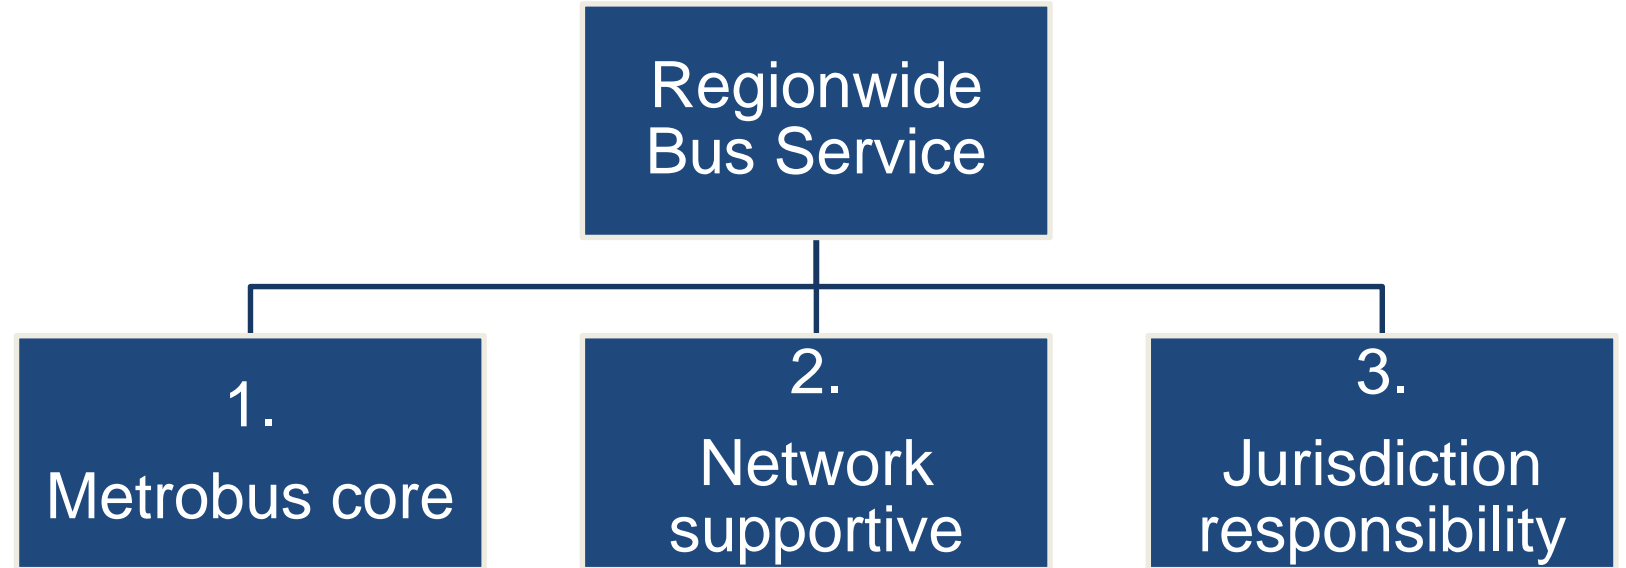 Regionwide
Bus Service
1.
Metrobus core
2.
Network
supportive
3.
Jurisdiction
responsibility